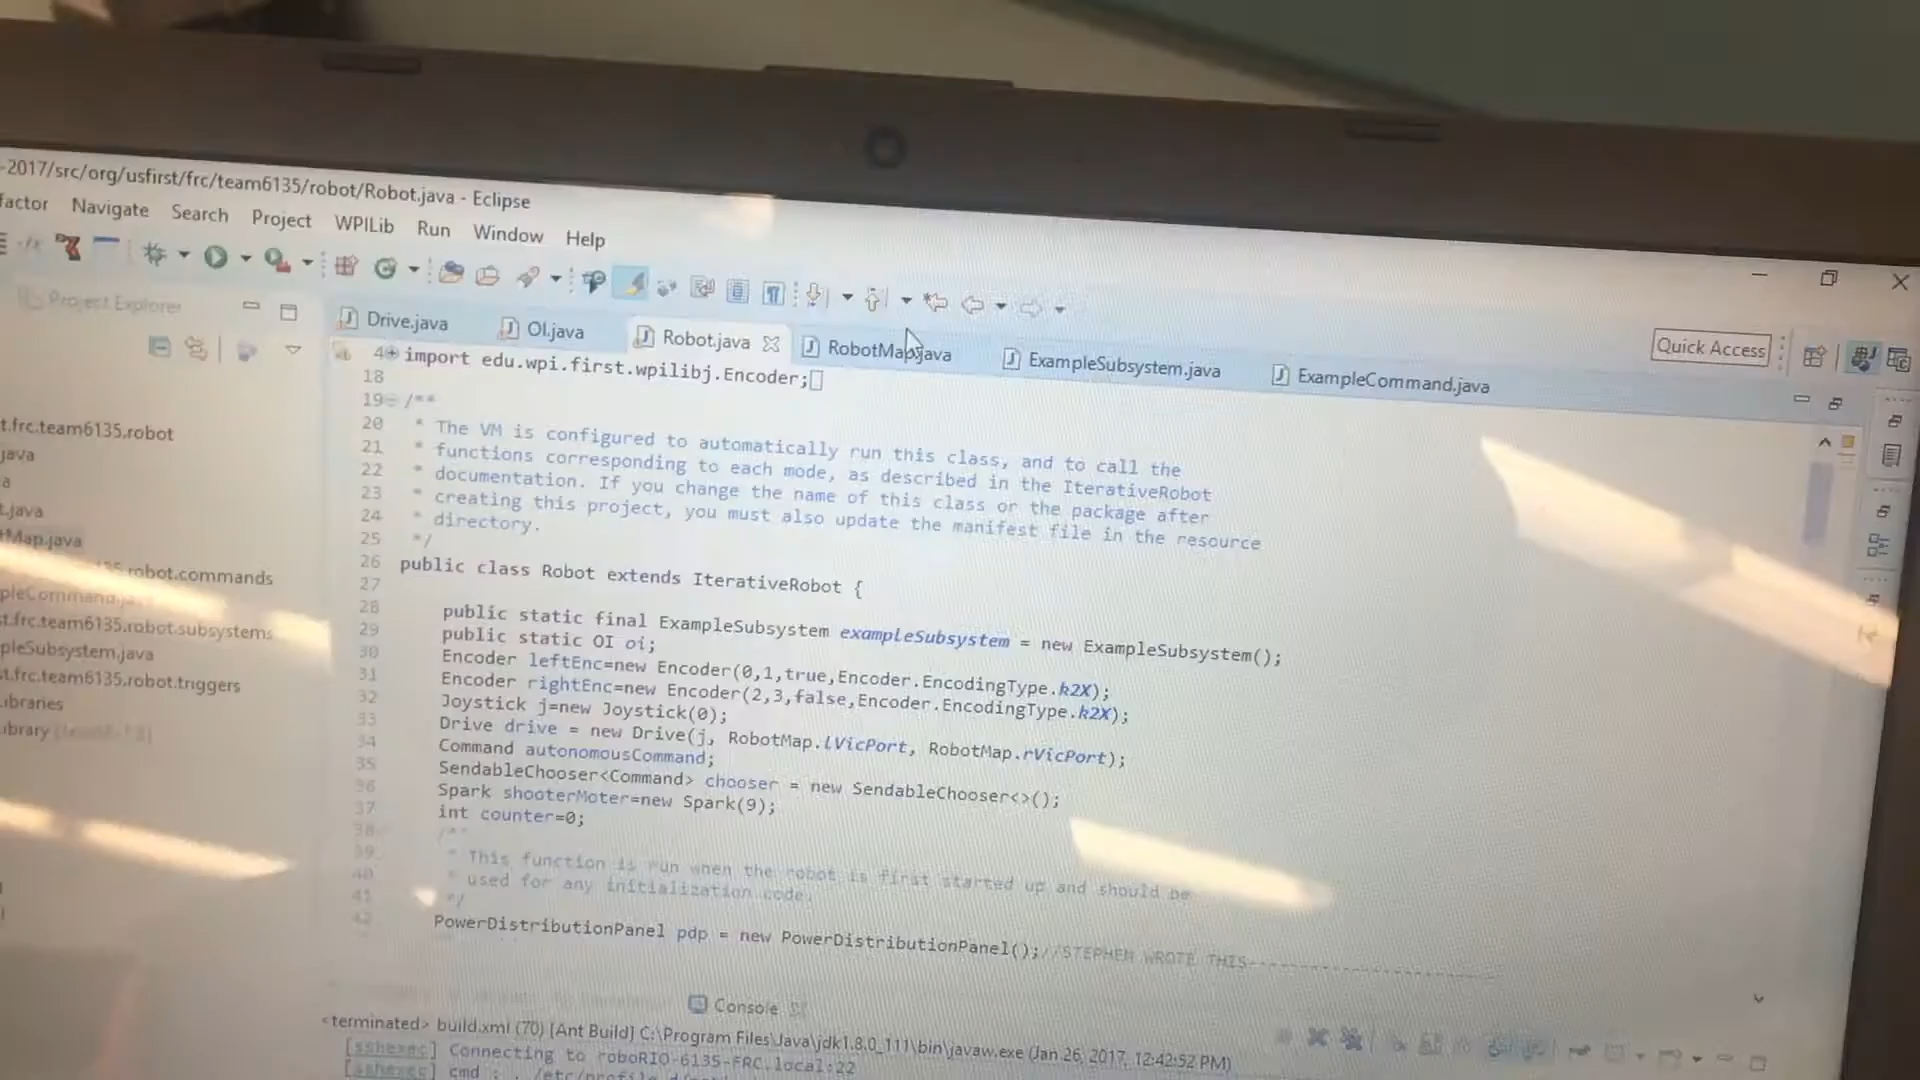 -2017/src/org/usfirst/frc/team6135/robot/Robot.java - Eclipse
factor Navigate Search Project WPILib Run Window Help
Quick Access
Project Explorer
Drive.java OI.java Robot.java RobotMap.java ExampleSubsystem.java ExampleCommand.java
t.frc.team6135.robot
java
a
t.java
tMap.java
robot.commands
pleCommand.ja
t.frc.team6135.robot.subsystems
pleSubsystem.java
t.frc.team6135.robot.triggers
ibraries
ibrary
4 import edu.wpi.first.wpilibj.Encoder;
18
19 /**
20 * The VM is configured to automatically run this class, and to call the
21 * functions corresponding to each mode, as described in the IterativeRobot
22 * documentation. If you change the name of this class or the package after
23 * creating this project, you must also update the manifest file in the resource
24 * directory.
25 */
26 public class Robot extends IterativeRobot {
27
28 public static final ExampleSubsystem exampleSubsystem = new ExampleSubsystem();
29 public static OI oi;
30 Encoder leftEnc=new Encoder(0,1,true,Encoder.EncodingType.k2X);
31 Encoder rightEnc=new Encoder(2,3,false,Encoder.EncodingType.k2X);
32 Joystick j=new Joystick(0);
33 Drive drive = new Drive(j, RobotMap.lVicPort, RobotMap.rVicPort);
34 Command autonomousCommand;
35 SendableChooser<Command> chooser = new SendableChooser<>();
36 Spark shooterMoter=new Spark(9);
37 int counter=0;
38 /**
39 * This function is run when the robot is first started up and should be
40 * used for any initialization code.
41 */
42 PowerDistributionPanel pdp = new PowerDistributionPanel();//STEPHEN WROTE THIS--------------------
Console
<terminated> build.xml (70) [Ant Build] C:\Program Files\Java\jdk1.8.0_111\bin\javaw.exe (Jan 26, 2017, 12:42:52 PM)
[sshexec] Connecting to roboRIO-6135-FRC.local:22
[sshexec] cmd : .